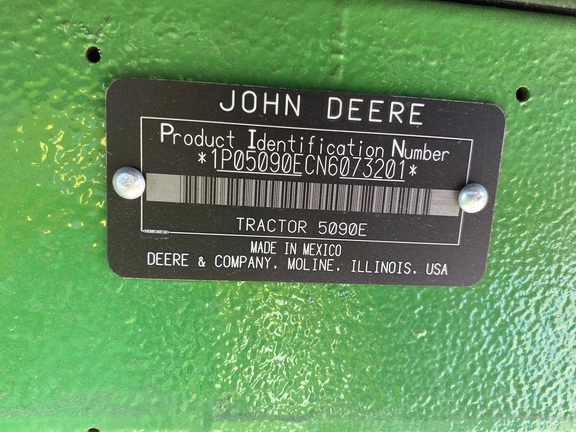 JOHN DEERE
Product Identification Number
*1P05090ECN6073201*
TRACTOR 5090E
MADE IN MEXICO
DEERE & COMPANY, MOLINE, ILLINOIS, USA